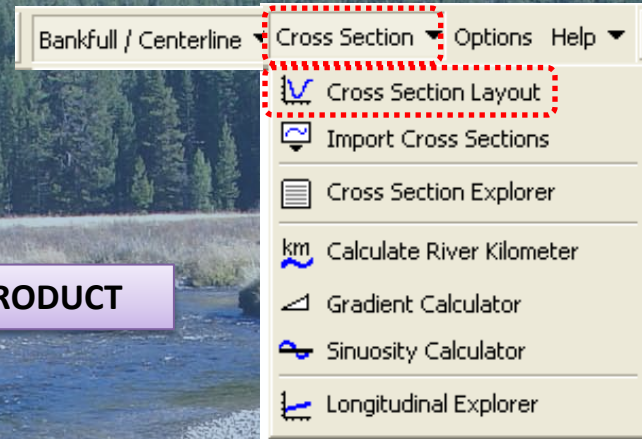 Bankfull / Centerline Cross Section Options Help
Cross Section Layout
Import Cross Sections
Cross Section Explorer
km Calculate River Kilometer
RODUCT
Gradient Calculator
Sinuosity Calculator
Longitudinal Explorer